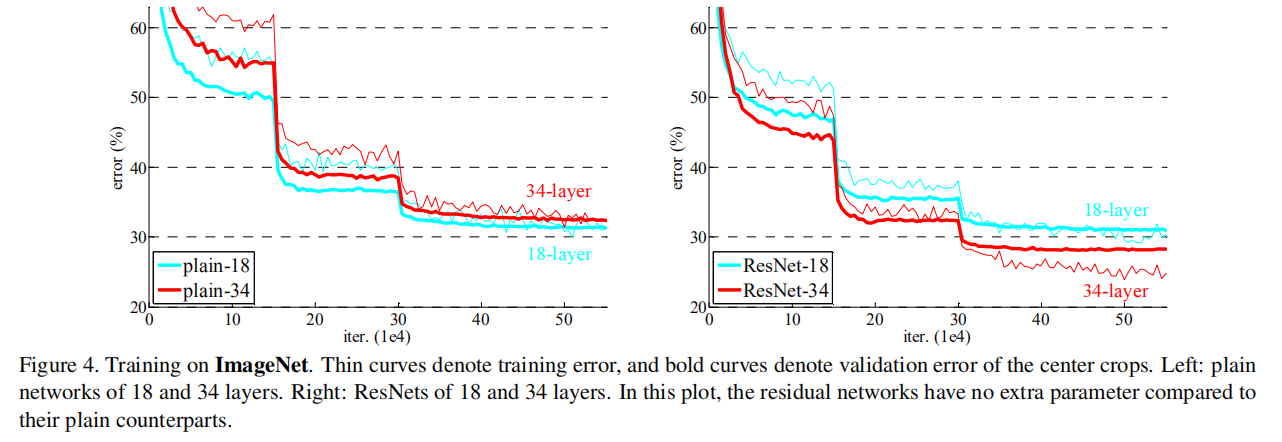 60
50
40
30
20
error (%)
34-layer
18-layer
plain-18
plain-34
0 10 20 30 40 50
iter. (1e4)
60
50
40
30
20
error (%)
18-layer
34-layer
ResNet-18
ResNet-34
0 10 20 30 40 50
iter. (1e4)
Figure 4. Training on ImageNet. Thin curves denote training error, and bold curves denote validation error of the center crops. Left: plain
networks of 18 and 34 layers. Right: ResNets of 18 and 34 layers. In this plot, the residual networks have no extra parameter compared to
their plain counterparts.